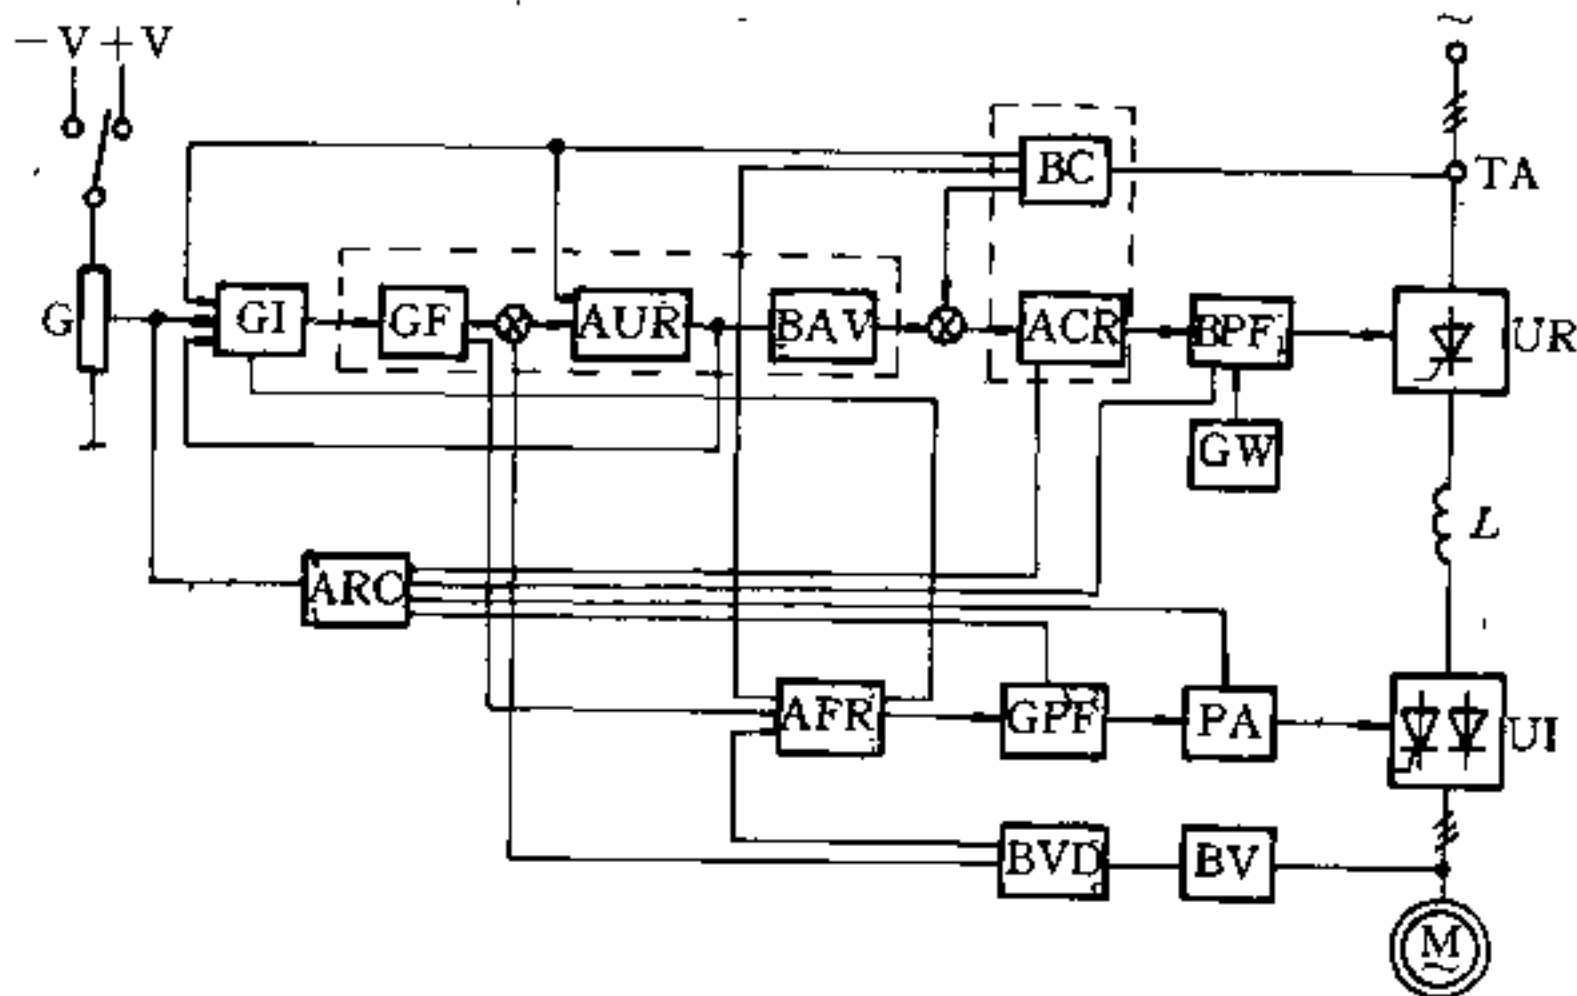 −V +V
~
BC
TA
G
GI
GF
AUR
BAV
ACR
BPF
UR
GW
L
ARC
AFR
GPF
PA
UI
BVD
BV
M
~